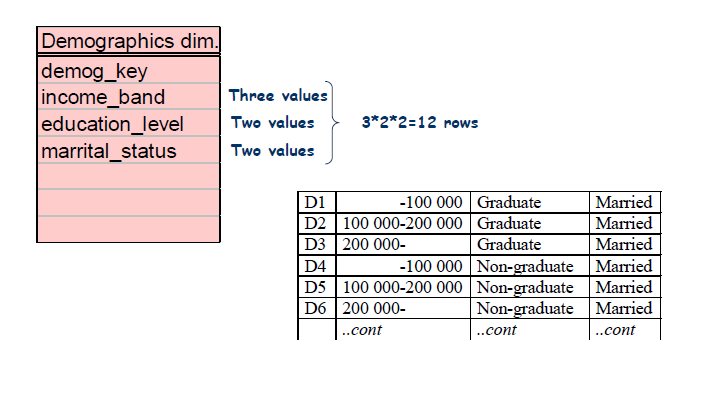 Demographics dim.
demog_key
income_band
education_level
marrital_status
Three values
Two values
Two values
3*2*2=12 rows
D1 -100 000 Graduate Married
D2 100 000-200 000 Graduate Married
D3 200 000- Graduate Married
D4 -100 000 Non-graduate Married
D5 100 000-200 000 Non-graduate Married
D6 200 000- Non-graduate Married
..cont ..cont ..cont